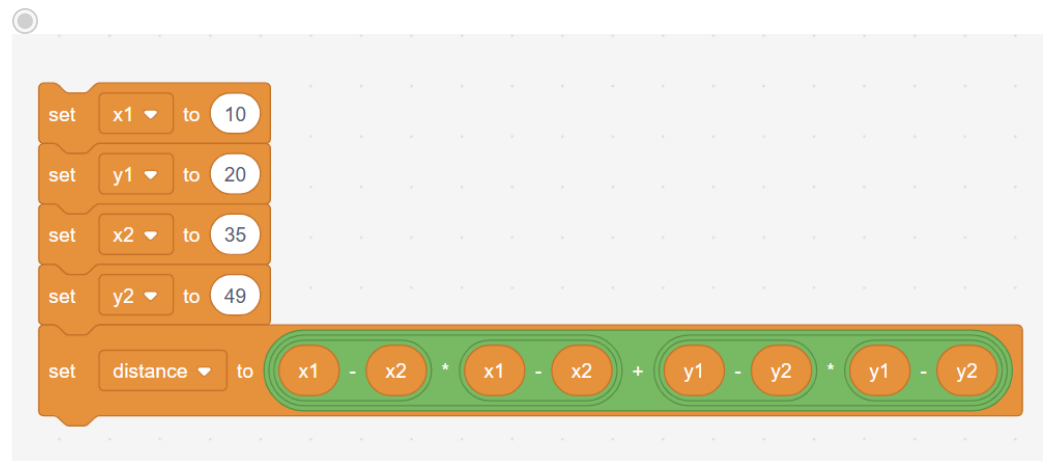 set x1 to 10
set y1 to 20
set x2 to 35
set y2 to 49
set distance to x1 - x2 * x1 - x2 + y1 - y2 * y1 - y2